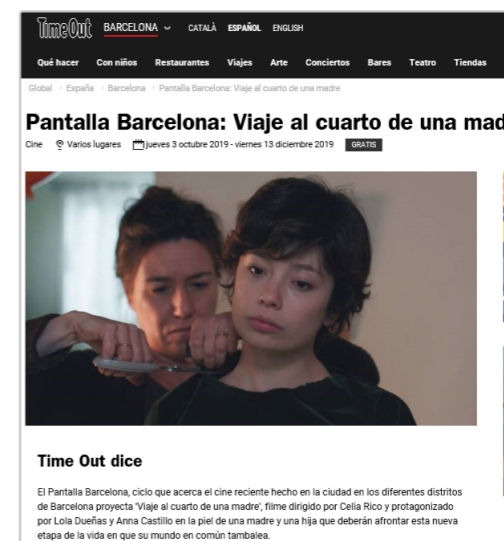 TimeOut BARCELONA CATALÀ ESPAÑOL ENGLISH
Qué hacer Con niños Restaurantes Viajes Arte Conciertos Bares Teatro Tiendas
Global España Barcelona Pantalla Barcelona: Viaje al cuarto de una madre
Pantalla Barcelona: Viaje al cuarto de una mad
Cine Varios lugares jueves 3 octubre 2019 - viernes 13 diciembre 2019 GRATIS
Time Out dice
El Pantalla Barcelona, ciclo que acerca el cine reciente hecho en la ciudad en los diferentes distritos
de Barcelona proyecta 'Viaje al cuarto de una madre', filme dirigido por Celia Rico y protagonizado
por Lola Dueñas y Anna Castillo en la piel de una madre y una hija que deberán afrontar esta nueva
etapa de la vida en que su mundo en común tambalea.